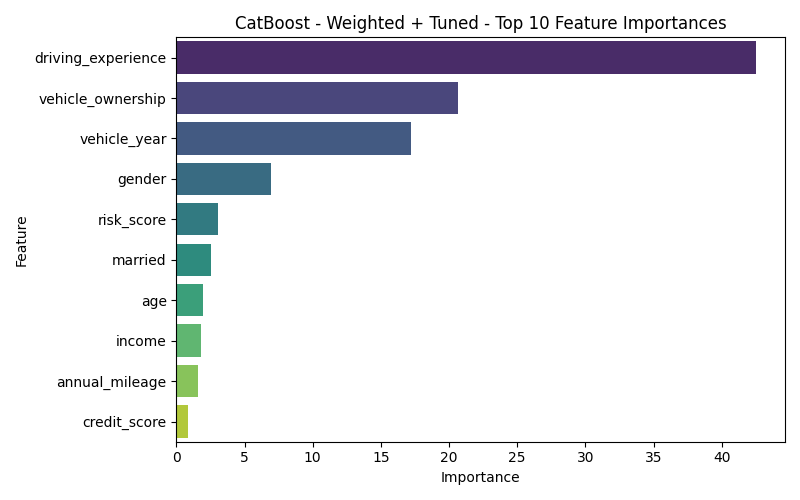 CatBoost - Weighted + Tuned - Top 10 Feature Importances
driving_experience
vehicle_ownership
vehicle_year
gender
risk_score
married
age
income
annual_mileage
credit_score
Feature
0 5 10 15 20 25 30 35 40
Importance